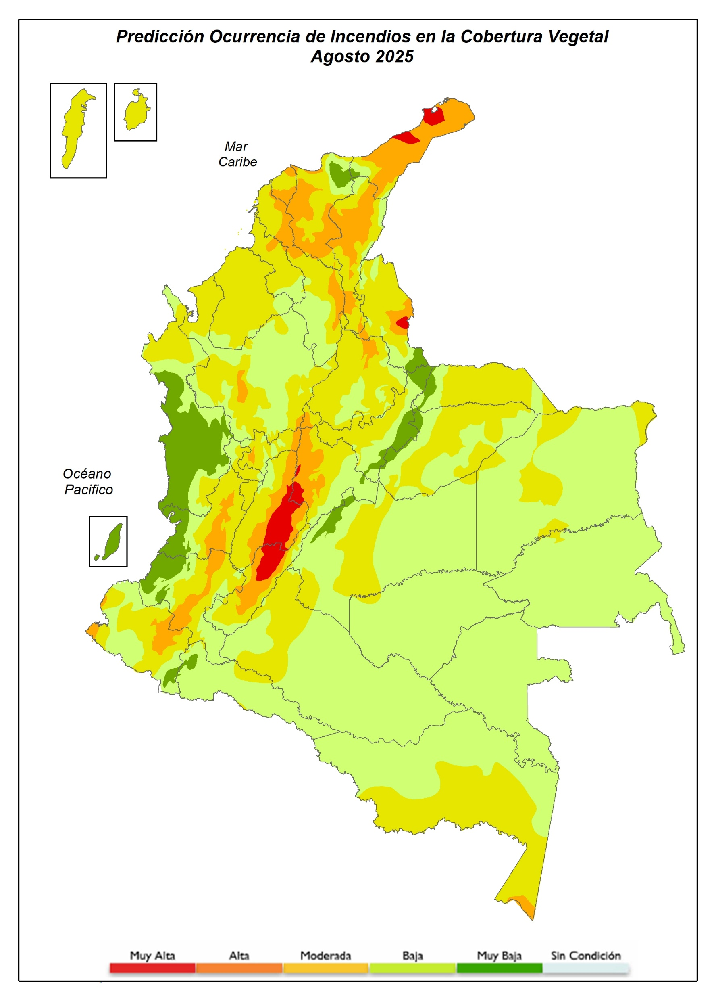 Predicción Ocurrencia de Incendios en la Cobertura Vegetal
Agosto 2025
Mar
Caribe
Océano
Pacifico
Muy Alta
Alta
Moderada
Baja
Muy Baja
Sin Condición